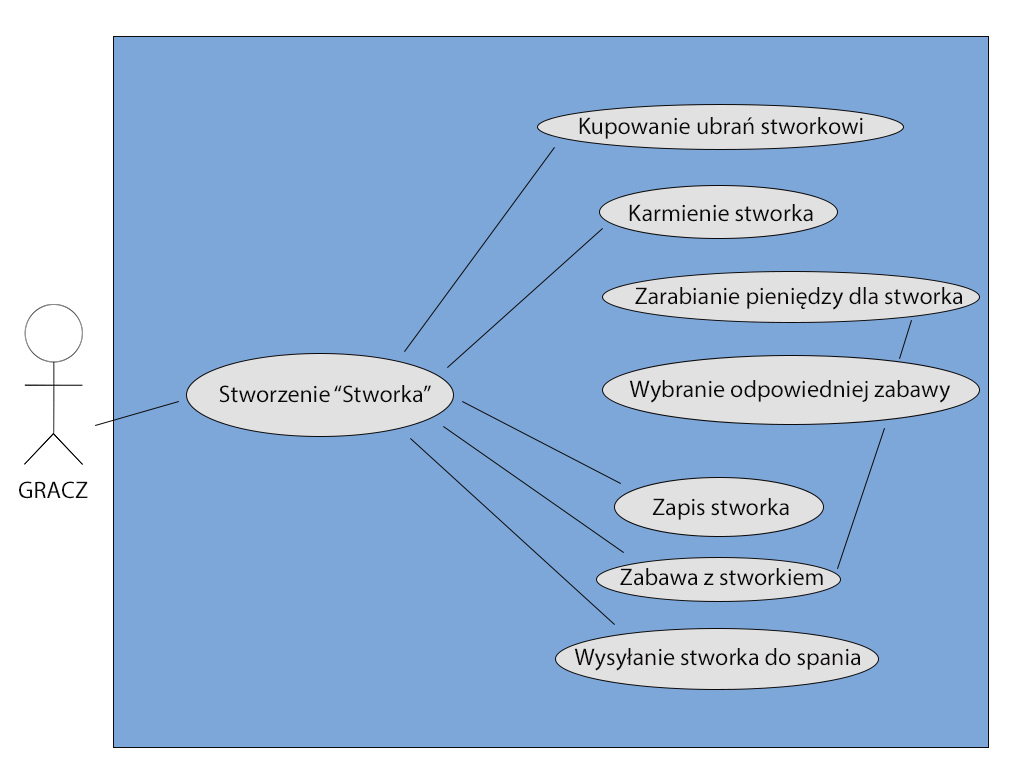 Kupowanie ubrań stworkowi
Karmienie stworka
Zarabianie pieniędzy dla stworka
Wybranie odpowiedniej zabawy
Stworzenie “Stworka”
GRACZ
Zapis stworka
Zabawa z stworkiem
Wysyłanie stworka do spania